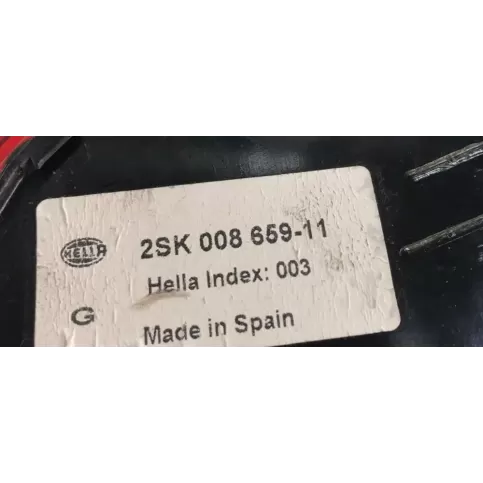 HELLA
2SK 008 659-11
Hella Index: 003
G
Made in Spain